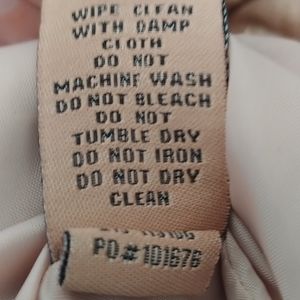 WIPE CLEAN
WITH DAMP
CLOTH
DO NOT
MACHINE WASH
DO NOT BLEACH
DO NOT
TUMBLE DRY
DO NOT IRON
DO NOT DRY
CLEAN
PO#101676